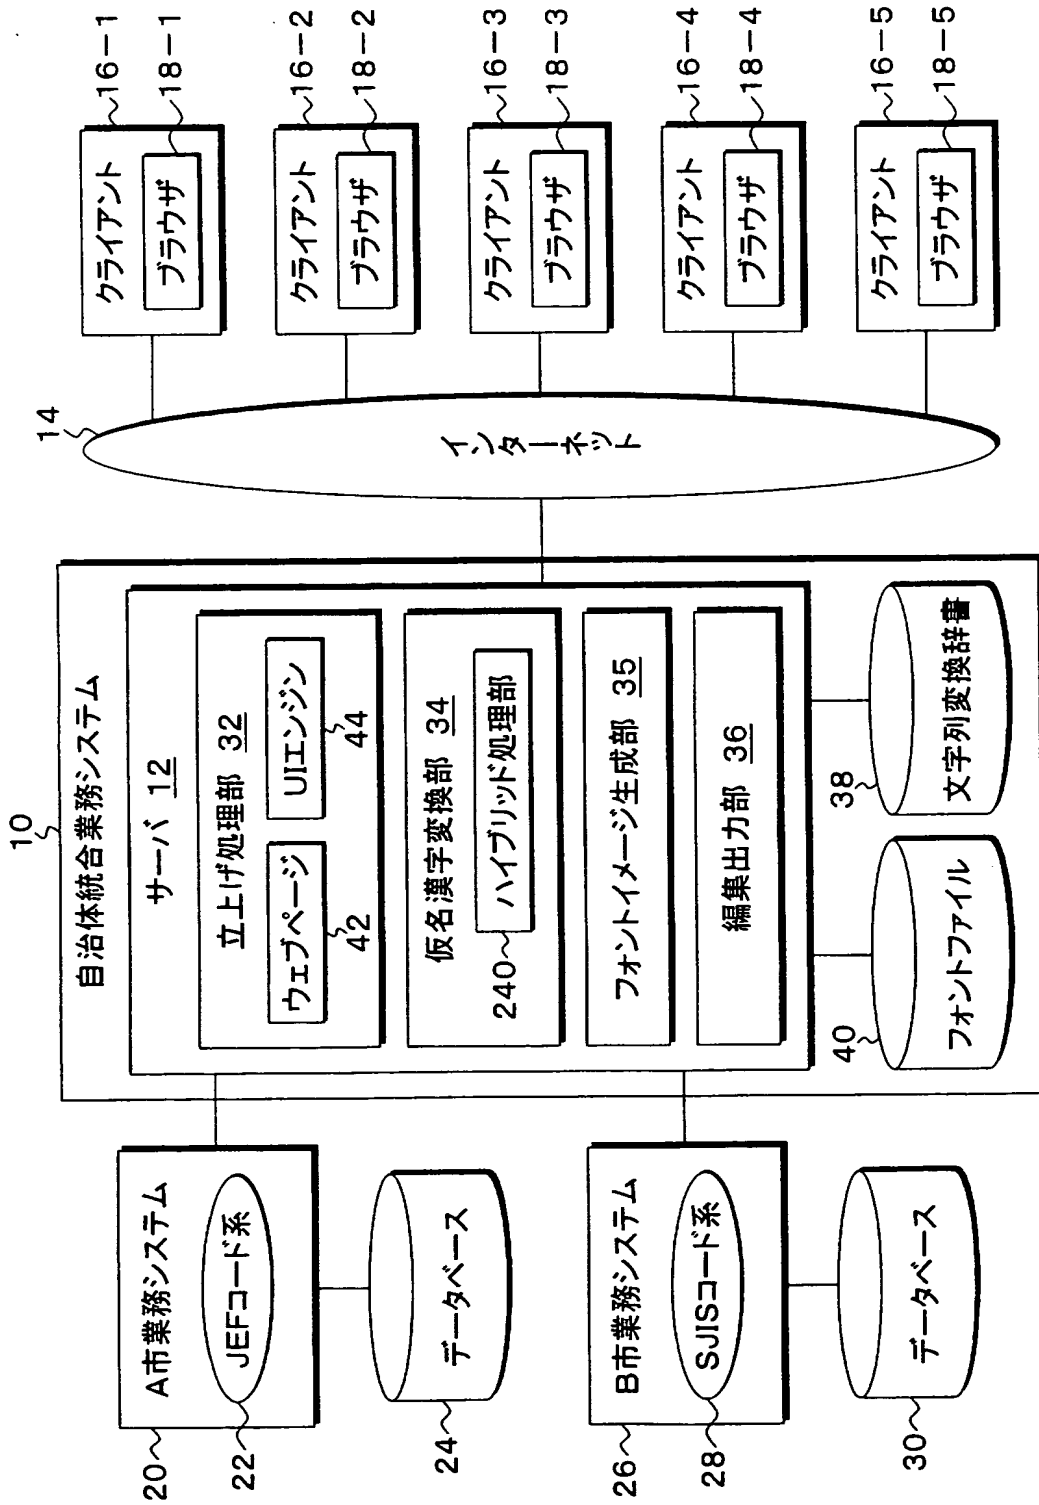 10
自治体統合業務システム
サーバ 12
立上げ処理部 32
ウェブページ
42
UIエンジン
44
仮名漢字変換部 34
240
ハイブリッド処理部
フォントイメージ生成部 35
編集出力部 36
40
フォントファイル
38
文字列変換辞書
20
A市業務システム
22
JEFコード系
24
データベース
26
B市業務システム
28
SJISコード系
30
データベース
14
インターネット
クライアント
16-1
ブラウザ
18-1
クライアント
16-2
ブラウザ
18-2
クライアント
16-3
ブラウザ
18-3
クライアント
16-4
ブラウザ
18-4
クライアント
16-5
ブラウザ
18-5